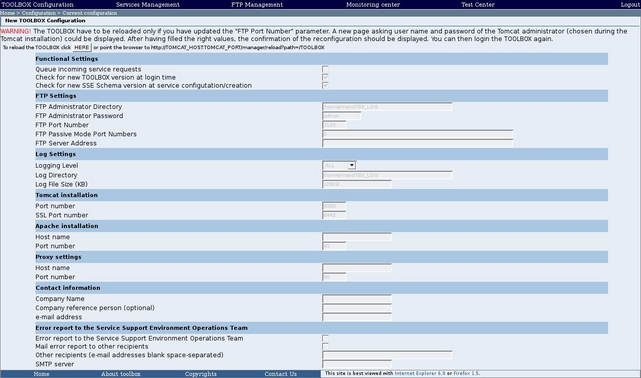 TOOLBOX Configuration Services Management FTP Management Monitoring center Test Center Logout
Home > Configuration > Current configuration
New TOOLBOX Configuration
WARNING! The TOOLBOX have to be reloaded only if you have updated the "FTP Port Number" parameter. A new page asking user name and password of the Tomcat administrator (chosen during the
Tomcat installation) could be displayed. After having filled the right values, the confirmation of the reconfiguration should be displayed. You can then login the TOOLBOX again.
To reload the TOOLBOX click HERE or point the browser to http://TOMCAT_HOST:TOMCAT_PORT/manager/reload?path=/TOOLBOX
Functional Settings
Queue incoming service requests
Check for new TOOLBOX version at login time
Check for new SSE Schema version at service configutation/creation
FTP Settings
FTP Administrator Directory
FTP Administrator Password
FTP Port Number
FTP Passive Mode Port Numbers
FTP Server Address
Log Settings
Logging Level ALL
Log Directory
Log File Size (KB)
Tomcat installation
Port number
SSL Port number
Apache installation
Host name
Port number
Proxy settings
Host name
Port number
Contact information
Company Name
Company reference person (optional)
e-mail address
Error report to the Service Support Environment Operations Team
Error report to the Service Support Environment Operations Team
Mail error report to other recipients
Other recipients (e-mail addresses blank space-separated)
SMTP server
Home About toolbox Copyrights Contact Us This site is best viewed with Internet Explorer 6.0 or Firefox 1.5.